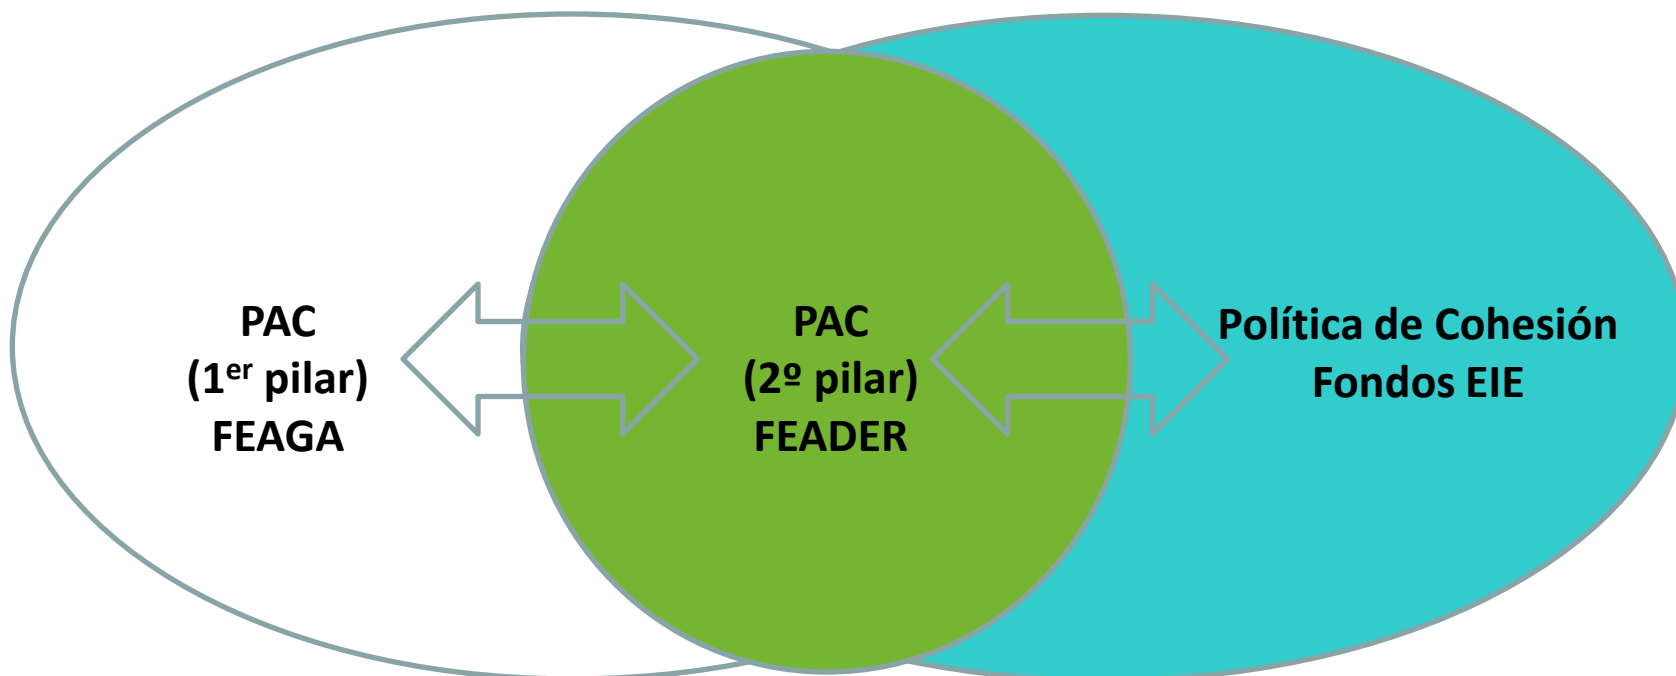 PAC
(1er pilar)
FEAGA
PAC
(2º pilar)
FEADER
Política de Cohesión
Fondos EIE